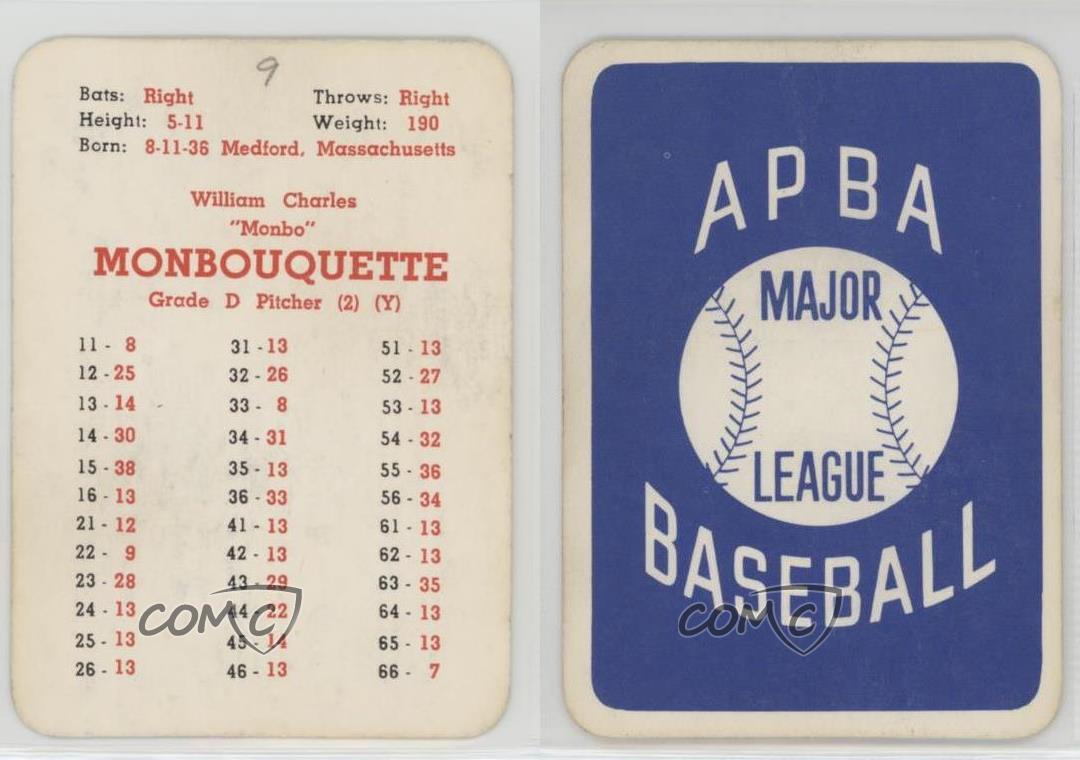 9
Bats: Right Throws: Right
Height: 5-11 Weight: 190
Born: 8-11-36 Medford, Massachusetts
William Charles
"Monbo"
MONBOUQUETTE
Grade D Pitcher (2) (Y)
11 - 8 31 - 13 51 - 13
12 - 25 32 - 26 52 - 27
13 - 14 33 - 8 53 - 13
14 - 30 34 - 31 54 - 32
15 - 38 35 - 13 55 - 36
16 - 13 36 - 33 56 - 34
21 - 12 41 - 13 61 - 13
22 - 9 42 - 13 62 - 13
23 - 28 43 - 29 63 - 35
24 - 13 44 - 22 64 - 13
25 - 13 45 - 14 65 - 13
26 - 13 46 - 13 66 - 7
COMC
APBA
MAJOR
LEAGUE
BASEBALL
COMC